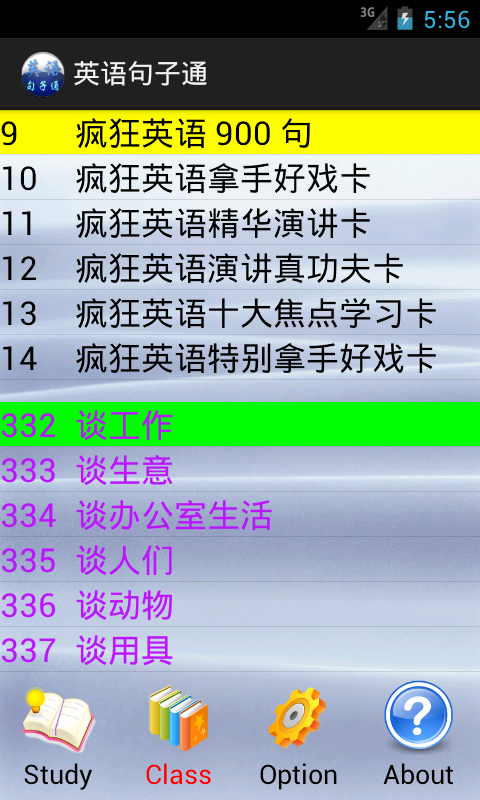 3G 5:56
英语
句子通
英语句子通
9 疯狂英语 900 句
10 疯狂英语拿手好戏卡
11 疯狂英语精华演讲卡
12 疯狂英语演讲真功夫卡
13 疯狂英语十大焦点学习卡
14 疯狂英语特别拿手好戏卡
332 谈工作
333 谈生意
334 谈办公室生活
335 谈人们
336 谈动物
337 谈用具
Study Class Option About